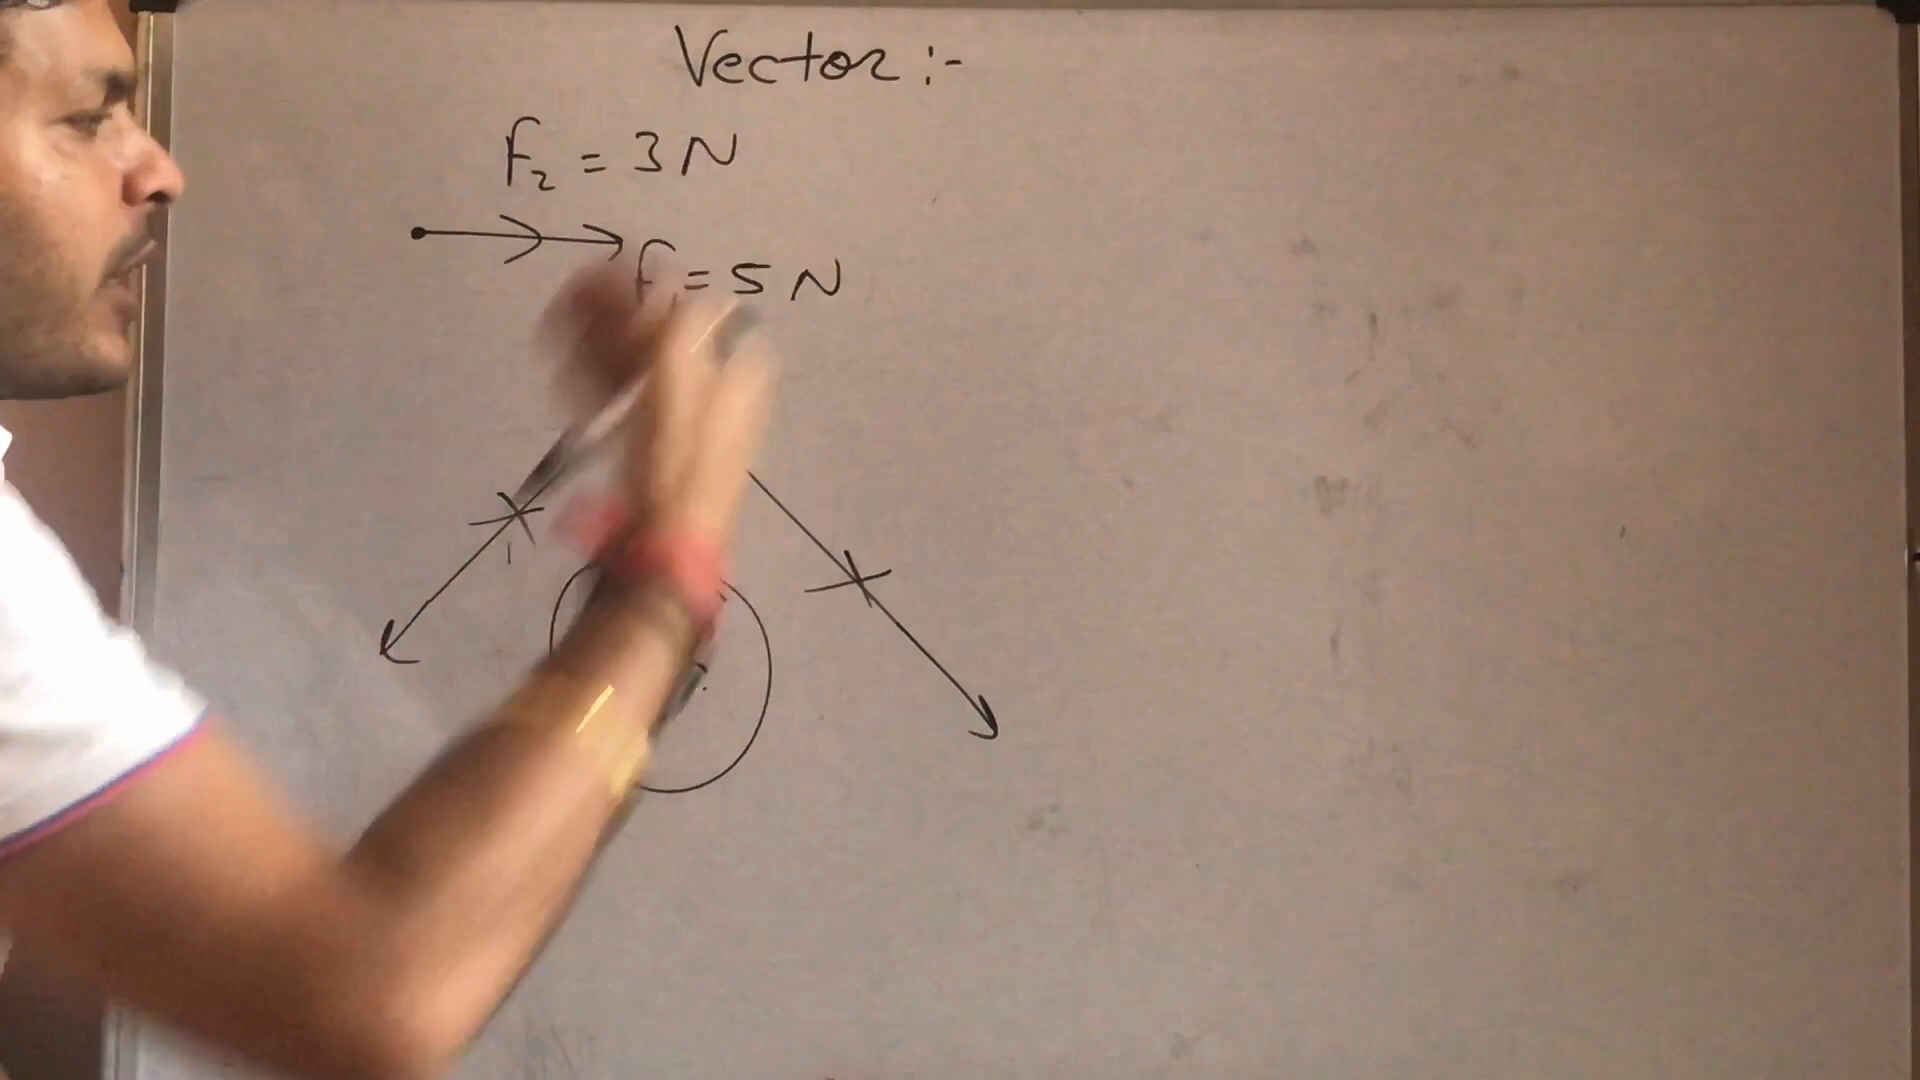 Vector :-
F₂ = 3 N
F₁ = 5 N